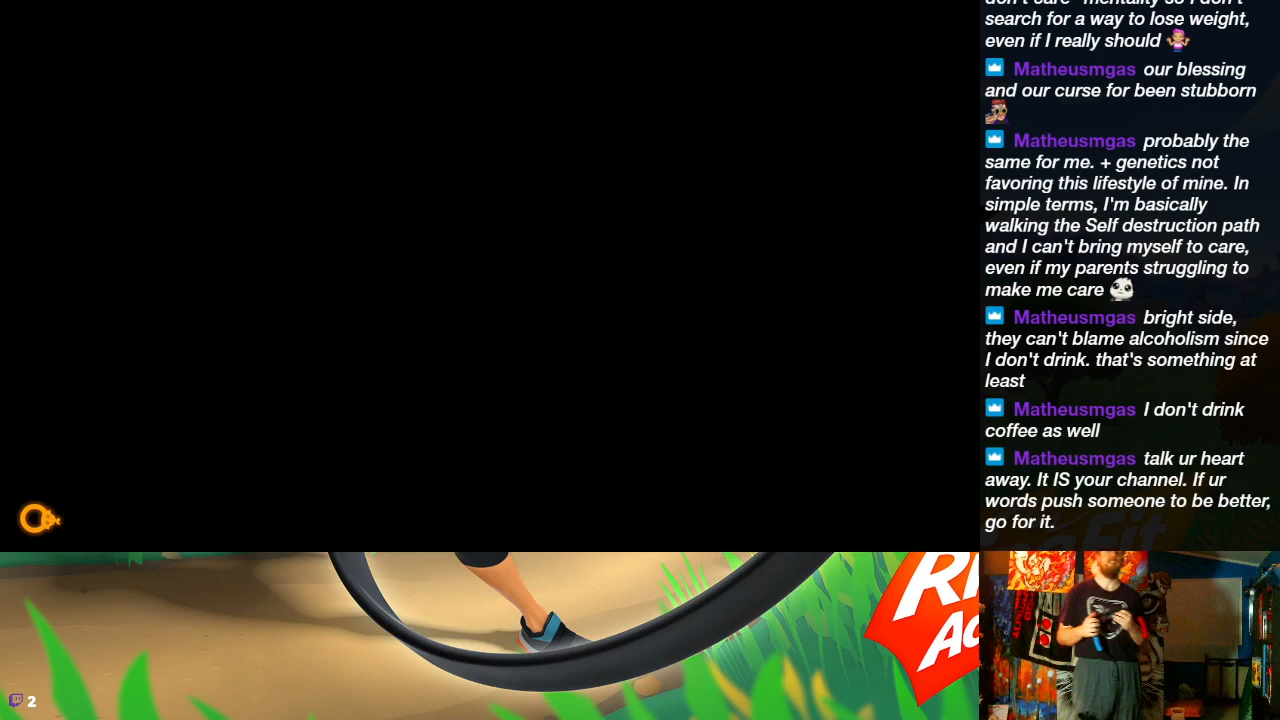 don't care" mentality so I don't
search for a way to lose weight,
even if I really should
Matheusmgas our blessing
and our curse for been stubborn
Matheusmgas probably the
same for me. + genetics not
favoring this lifestyle of mine. In
simple terms, I'm basically
walking the Self destruction path
and I can't bring myself to care,
even if my parents struggling to
make me care
Matheusmgas bright side,
they can't blame alcoholism since
I don't drink. that's something at
least
Matheusmgas I don't drink
coffee as well
Matheusmgas talk ur heart
away. It IS your channel. If ur
words push someone to be better,
go for it.
2